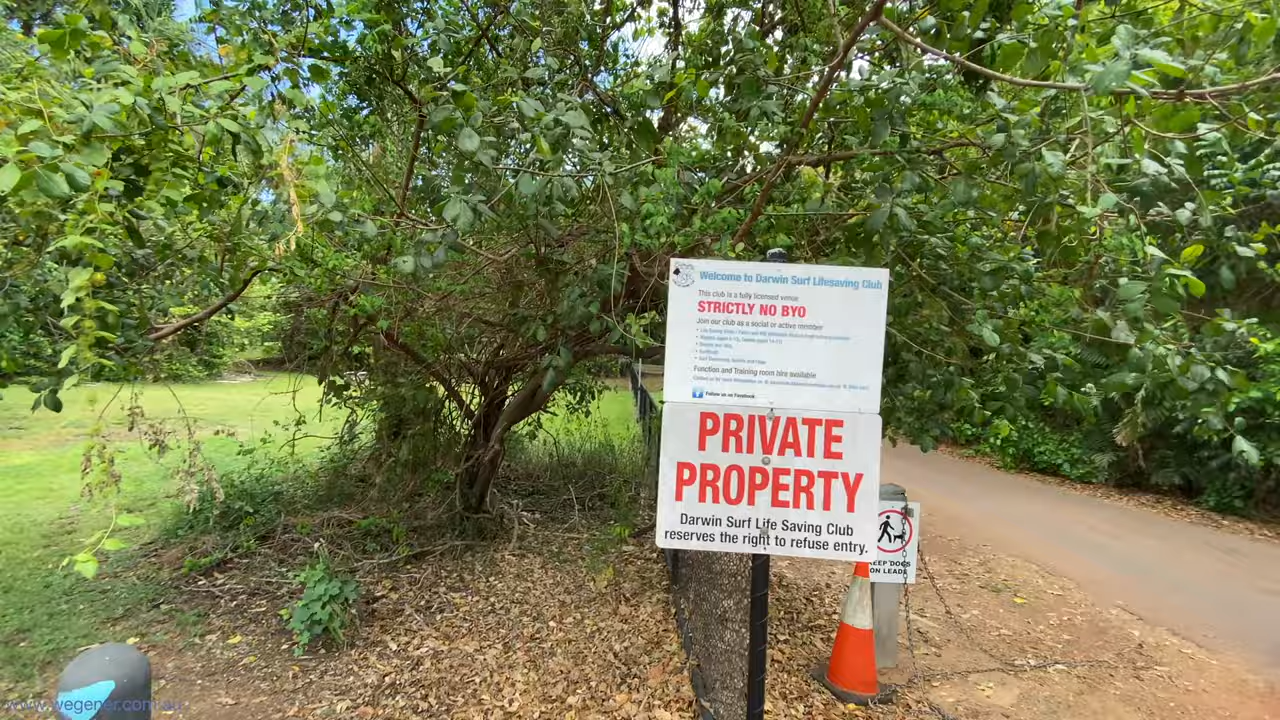 Welcome to Darwin Surf Lifesaving Club
This club is a fully licensed venue
STRICTLY NO BYO
Join our club as a social or active member
Function and Training room hire available
Follow us on Facebook
PRIVATE
PROPERTY
Darwin Surf Life Saving Club
reserves the right to refuse entry.
KEEP DOGS
ON LEADS
www.wegener.com.au